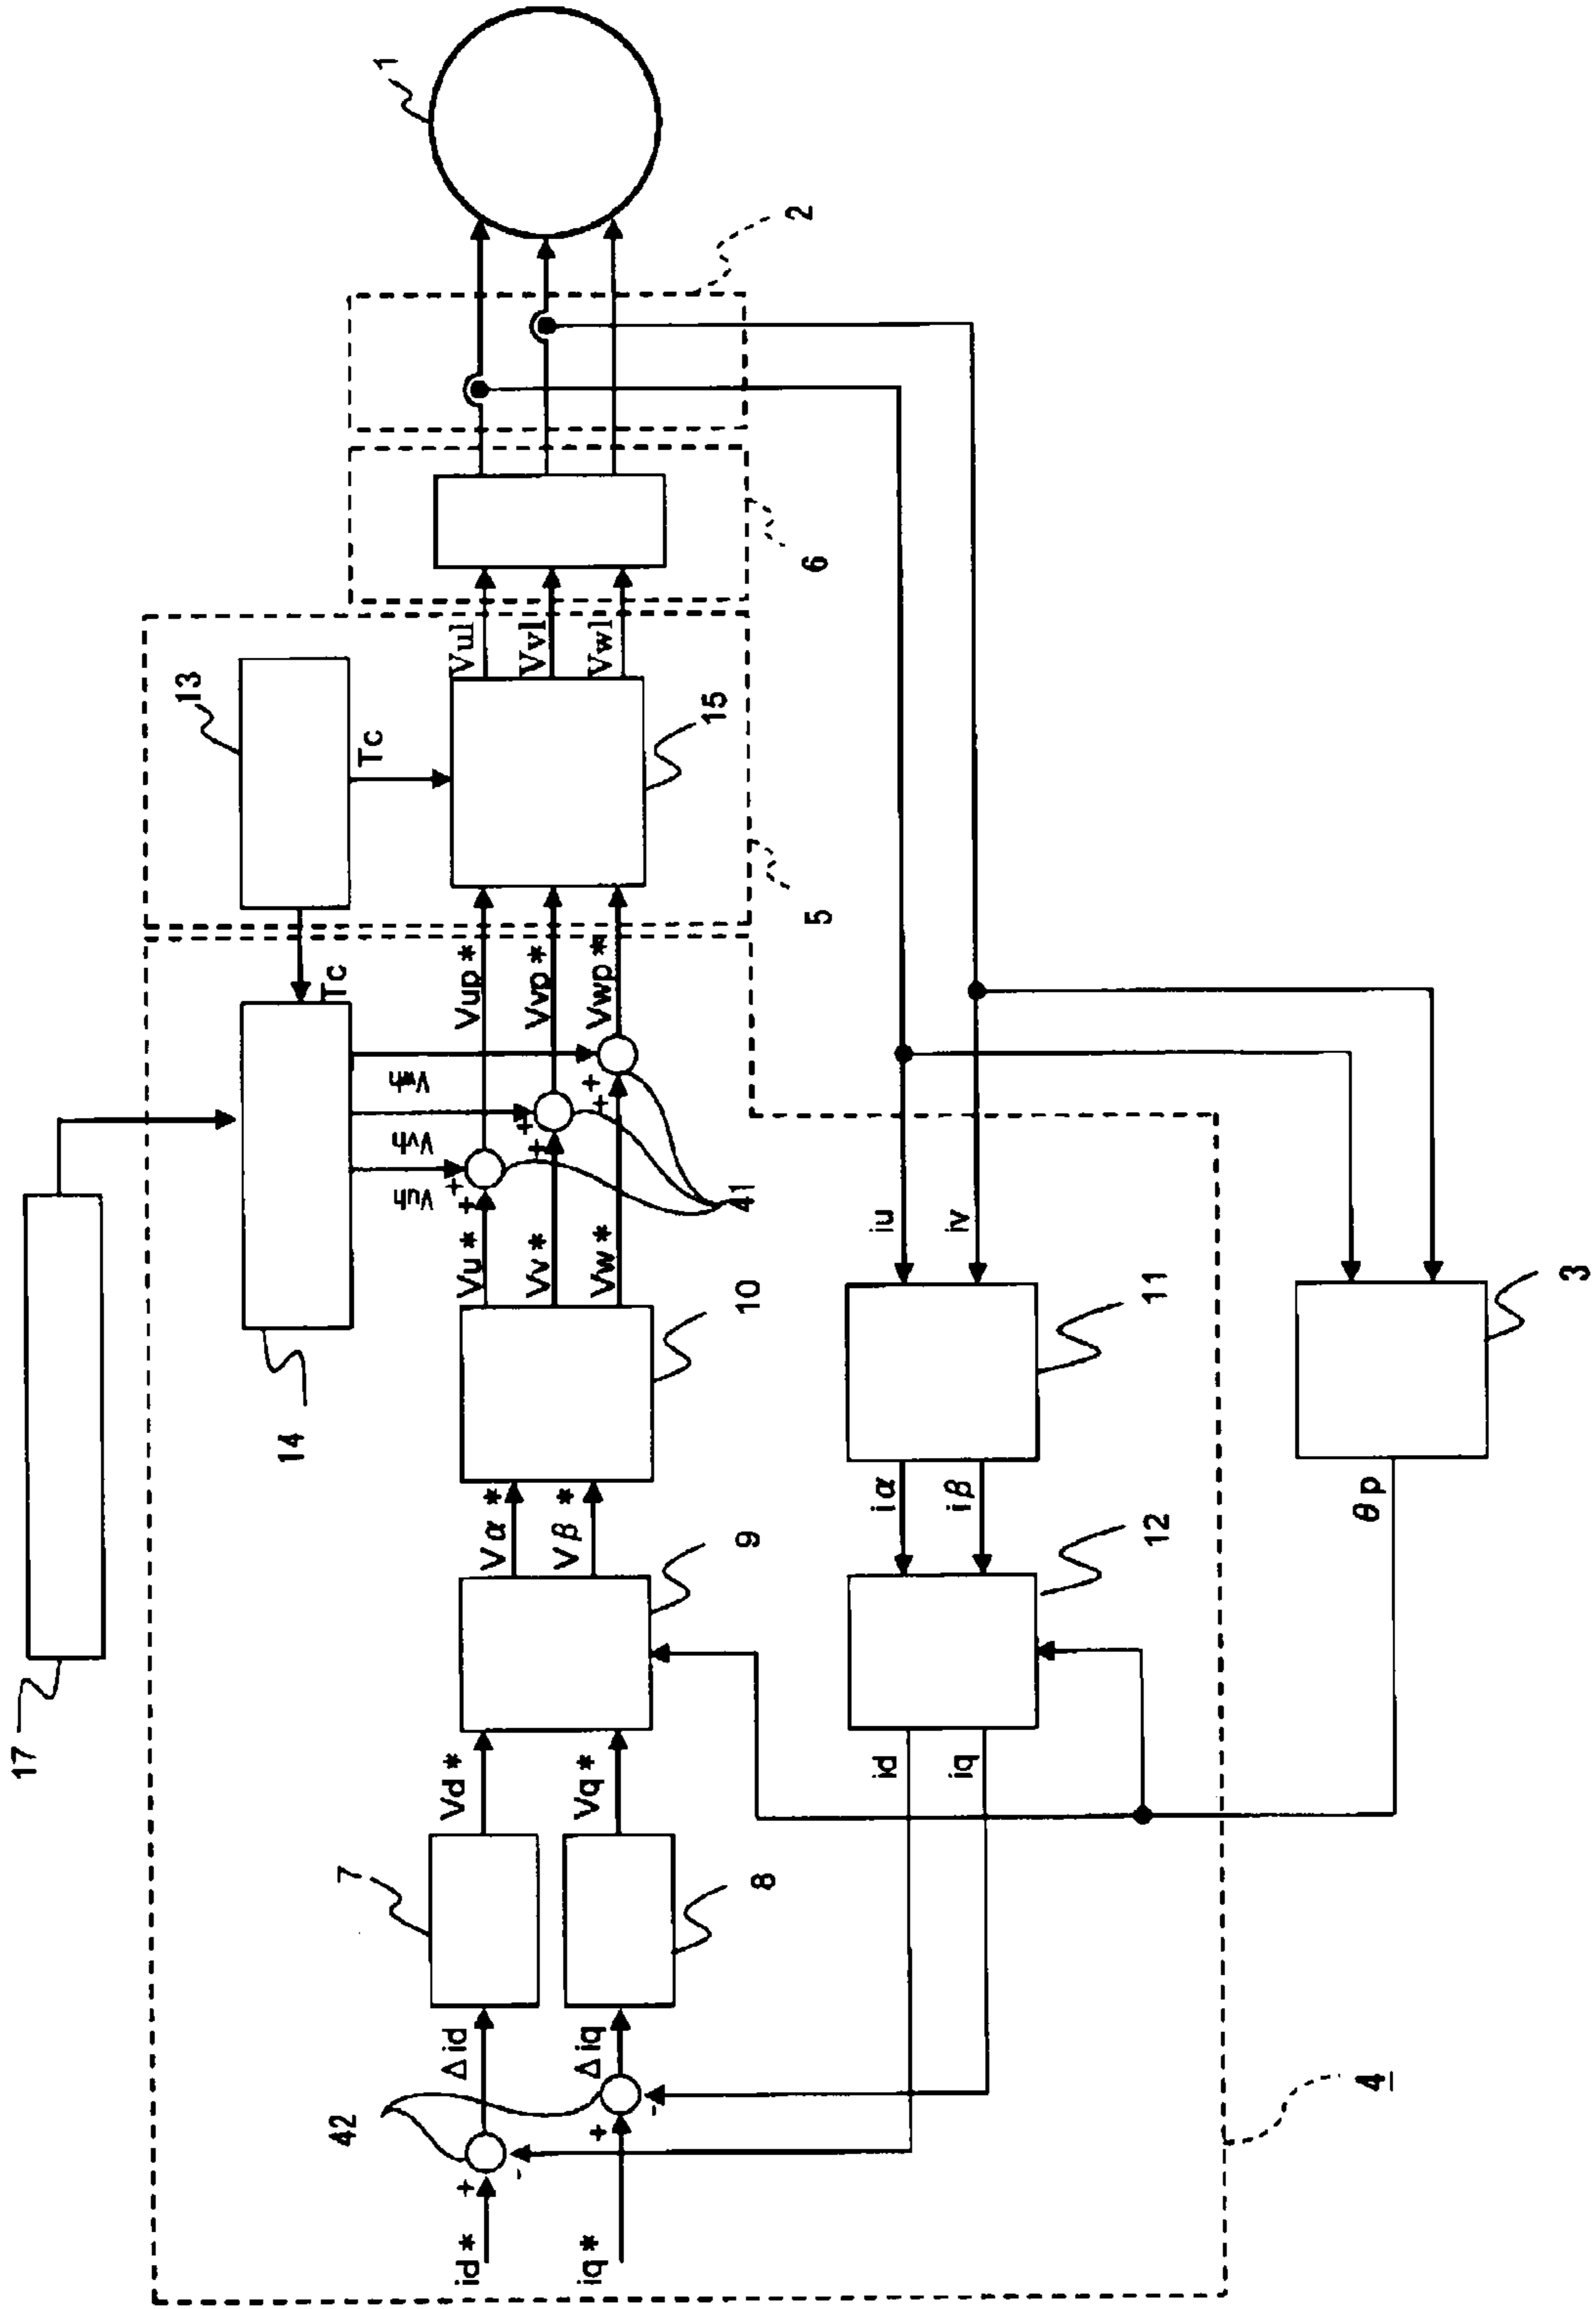 17
14
13
Tc
Tc
1
2
6
5
15
Vul
Vvl
Vwl
Vup*
Vvp*
Vwp*
Vuh
Vvh
Vwh
+
+
+
+
+
+
41
Vu*
Vv*
Vw*
10
Vα*
Vβ*
9
Vd*
Vq*
7
8
Δid
Δiq
42
+
-
+
-
id*
iq*
id
iq
12
iα
iβ
11
iu
iv
3
θp
4